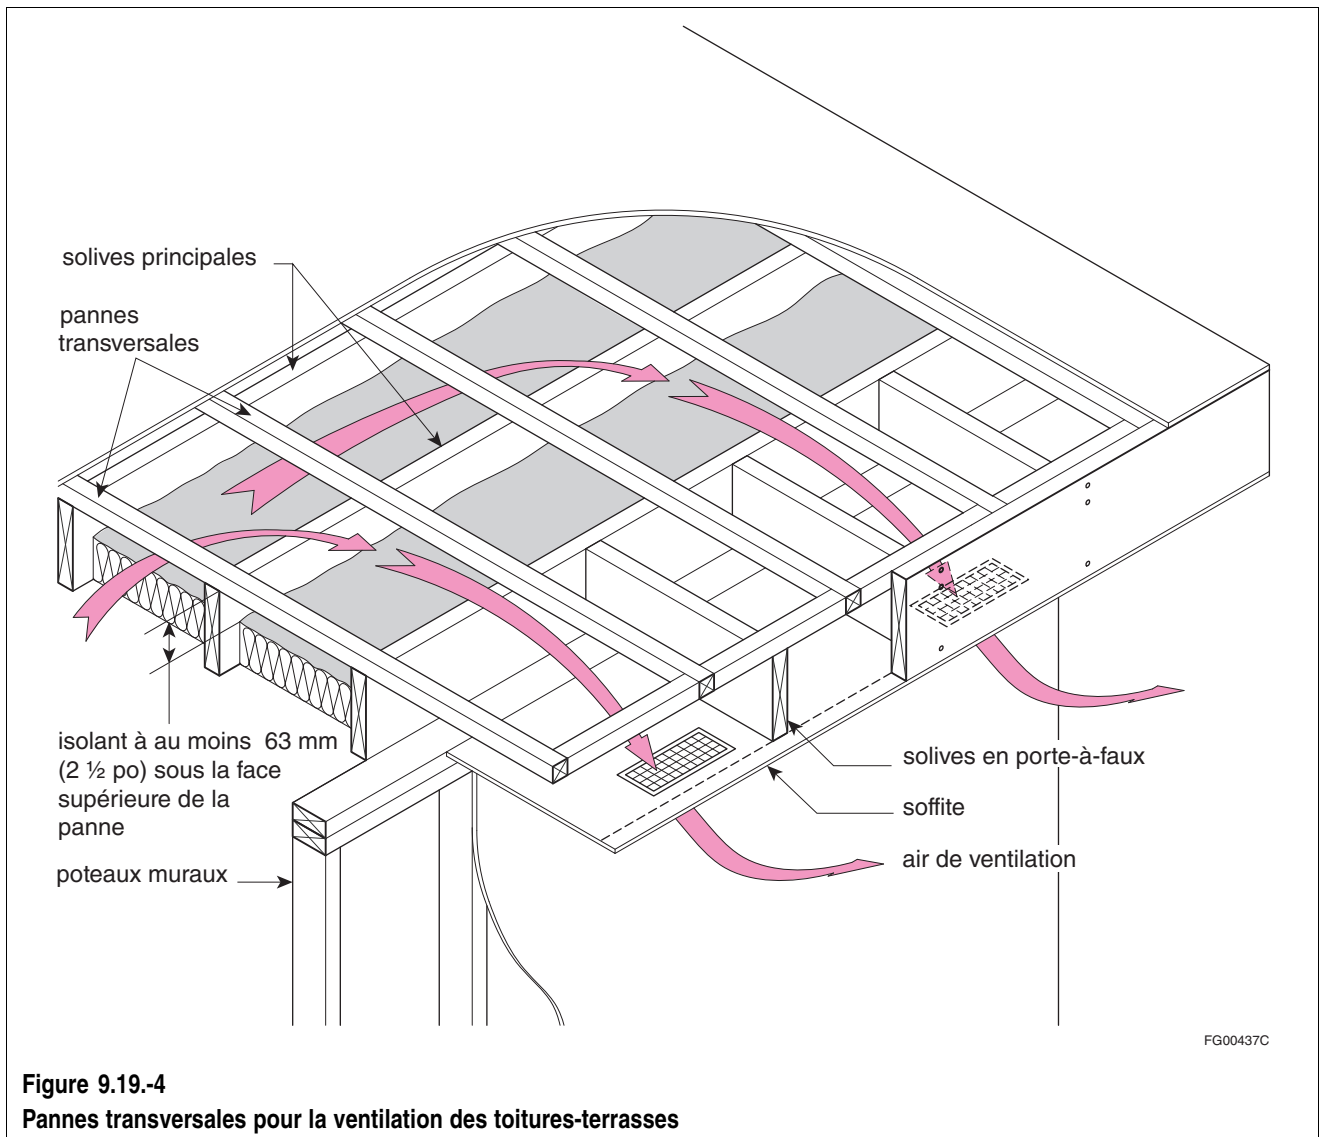 solives principales
pannes
transversales
isolant à au moins 63 mm
(2 ½ po) sous la face
supérieure de la
panne
poteaux muraux
solives en porte-à-faux
soffite
air de ventilation
FG00437C
Figure 9.19.-4
Pannes transversales pour la ventilation des toitures-terrasses